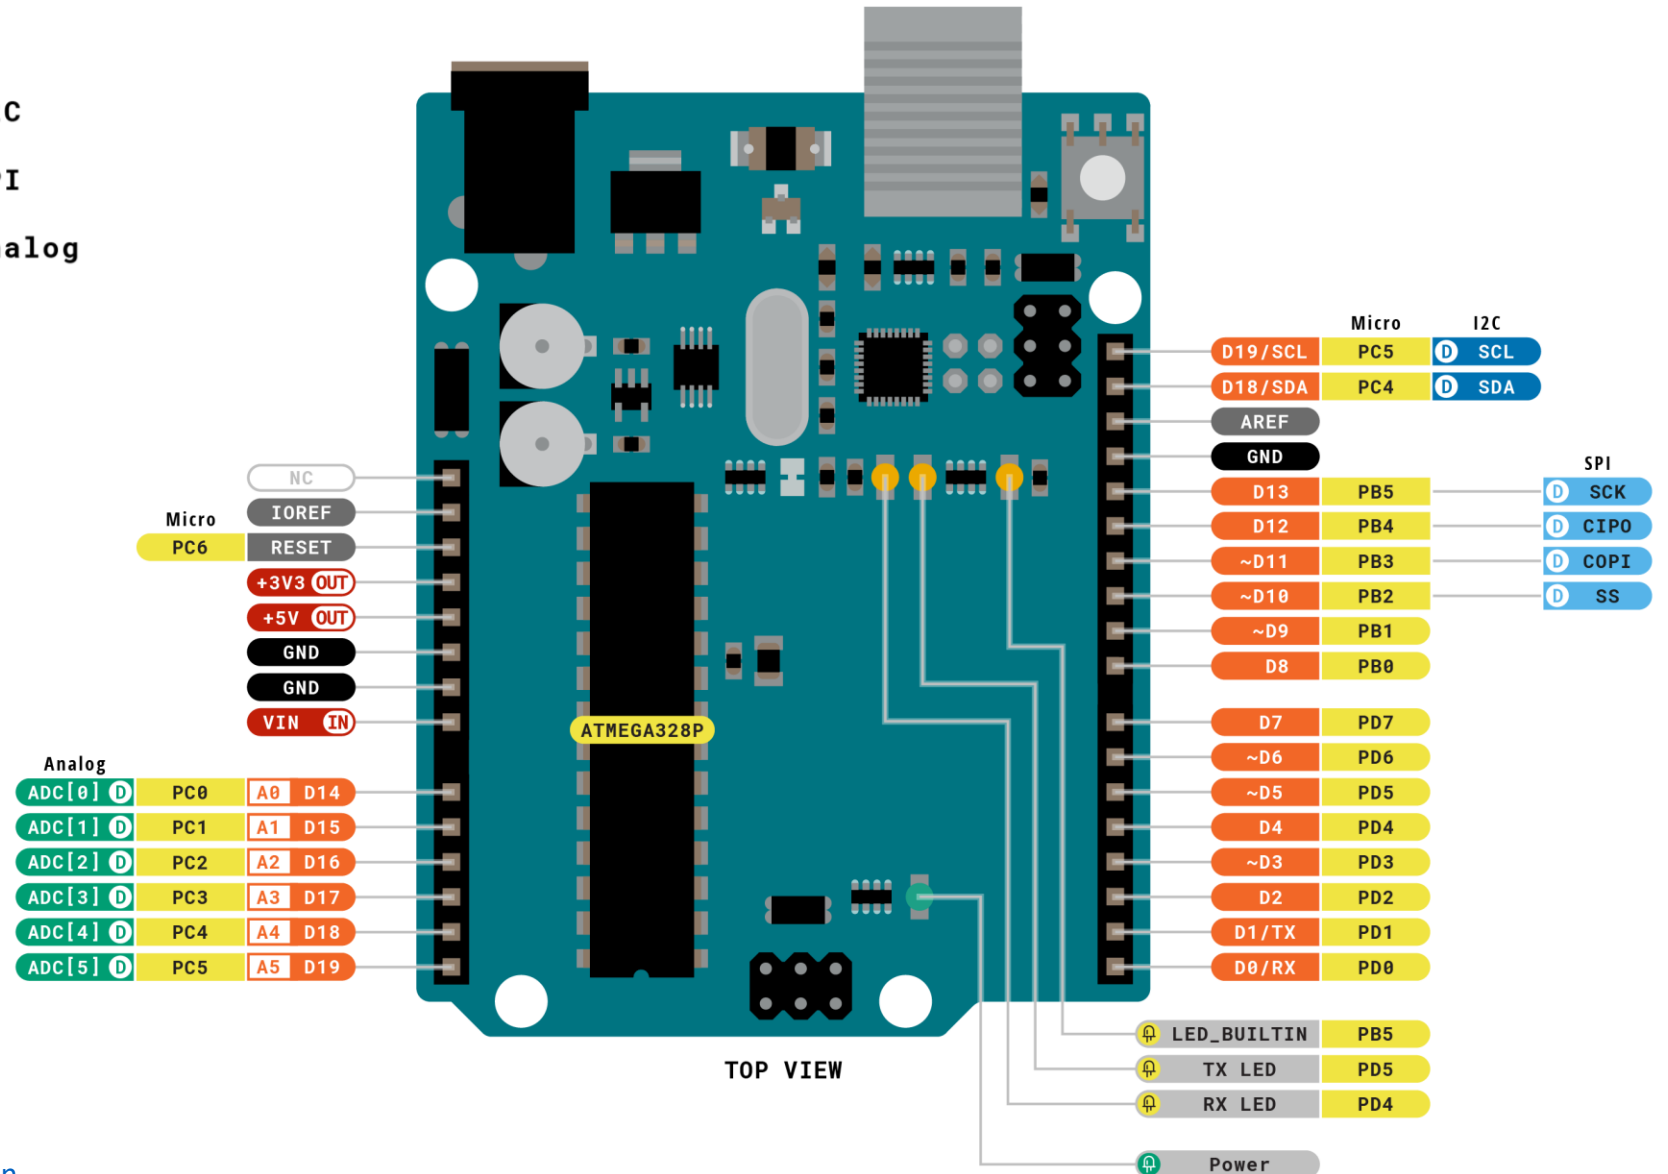 C
PI
nalog
Micro I2C
D19/SCL PC5 D SCL
D18/SDA PC4 D SDA
AREF
GND
SPI
D13 PB5 D SCK
D12 PB4 D CIPO
~D11 PB3 D COPI
~D10 PB2 D SS
~D9 PB1
D8 PB0
D7 PD7
~D6 PD6
~D5 PD5
D4 PD4
~D3 PD3
D2 PD2
D1/TX PD1
D0/RX PD0
NC
IOREF
Micro
PC6 RESET
+3V3 OUT
+5V OUT
GND
GND
VIN IN
Analog
ADC[0] D PC0 A0 D14
ADC[1] D PC1 A1 D15
ADC[2] D PC2 A2 D16
ADC[3] D PC3 A3 D17
ADC[4] D PC4 A4 D18
ADC[5] D PC5 A5 D19
ATMEGA328P
LED_BUILTIN PB5
TX LED PD5
RX LED PD4
Power
TOP VIEW
n